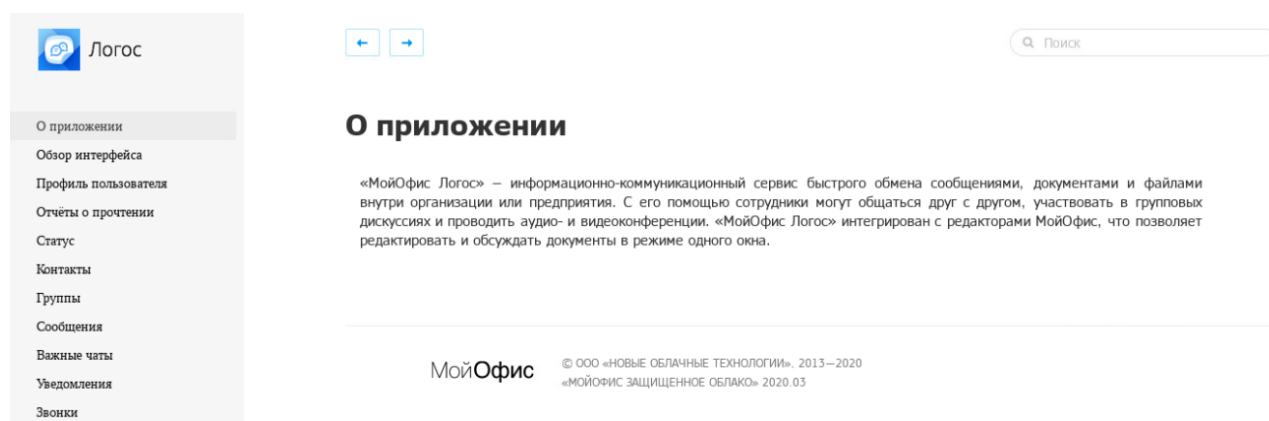 Логос
О приложении
Обзор интерфейса
Профиль пользователя
Отчёты о прочтении
Статус
Контакты
Группы
Сообщения
Важные чаты
Уведомления
Звонки
Поиск
О приложении
«МойОфис Логос» – информационно-коммуникационный сервис быстрого обмена сообщениями, документами и файлами
внутри организации или предприятия. С его помощью сотрудники могут общаться друг с другом, участвовать в групповых
дискуссиях и проводить аудио- и видеоконференции. «МойОфис Логос» интегрирован с редакторами МойОфис, что позволяет
редактировать и обсуждать документы в режиме одного окна.
МойОфис
© ООО «НОВЫЕ ОБЛАЧНЫЕ ТЕХНОЛОГИИ», 2013—2020
«МОЙОФИС ЗАЩИЩЕННОЕ ОБЛАКО» 2020.03